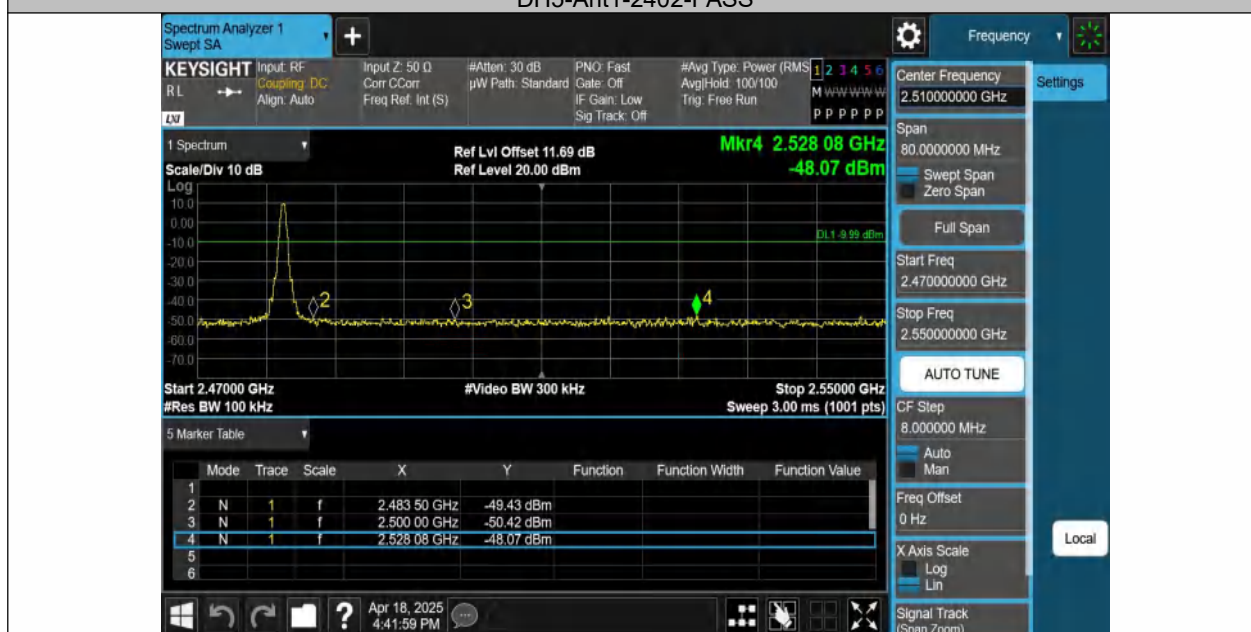 DH5-Ant1-2402-PASS
Spectrum Analyzer 1
Swept SA
+
Frequency
KEYSIGHT
RL
LXI
Input: RF
Coupling: DC
Align: Auto
Input Z: 50 Ω
Corr CCorr
Freq Ref: Int (S)
#Atten: 30 dB
µW Path: Standard
PNO: Fast
Gate: Off
IF Gain: Low
Sig Track: Off
#Avg Type: Power (RMS
Avg|Hold: 100/100
Trig: Free Run
1 2 3 4 5 6
M W W W W W
P P P P P P
Center Frequency
2.510000000 GHz
Settings
Span
80.0000000 MHz
Swept Span
Zero Span
Full Span
Start Freq
2.470000000 GHz
Stop Freq
2.550000000 GHz
AUTO TUNE
CF Step
8.000000 MHz
Auto
Man
Freq Offset
0 Hz
X Axis Scale
Log
Lin
Signal Track
(Span Zoom)
Local
1 Spectrum
Scale/Div 10 dB
Ref Lvl Offset 11.69 dB
Ref Level 20.00 dBm
Mkr4 2.528 08 GHz
-48.07 dBm
Log
10.0
0.00
-10.0
-20.0
-30.0
-40.0
-50.0
-60.0
-70.0
DL1 -9.99 dBm
2
3
4
Start 2.47000 GHz
#Res BW 100 kHz
#Video BW 300 kHz
Stop 2.55000 GHz
Sweep 3.00 ms (1001 pts)
5 Marker Table
Mode Trace Scale X Y Function Function Width Function Value
1
2 N 1 f 2.483 50 GHz -49.43 dBm
3 N 1 f 2.500 00 GHz -50.42 dBm
4 N 1 f 2.528 08 GHz -48.07 dBm
5
6
?
Apr 18, 2025
4:41:59 PM